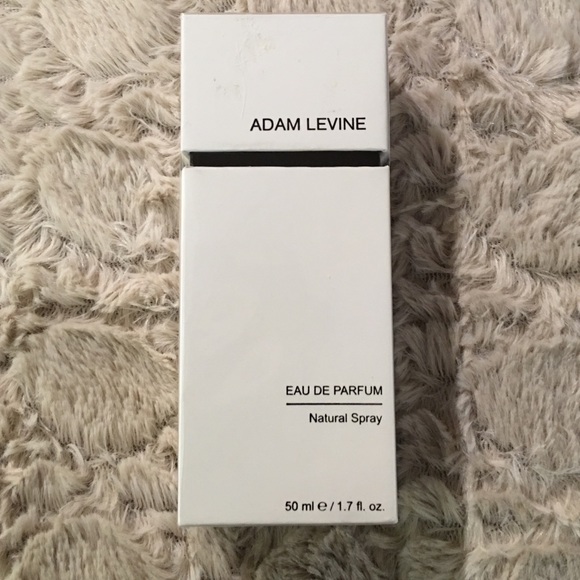 ADAM LEVINE
EAU DE PARFUM
Natural Spray
50 ml ℮ / 1.7 fl. oz.